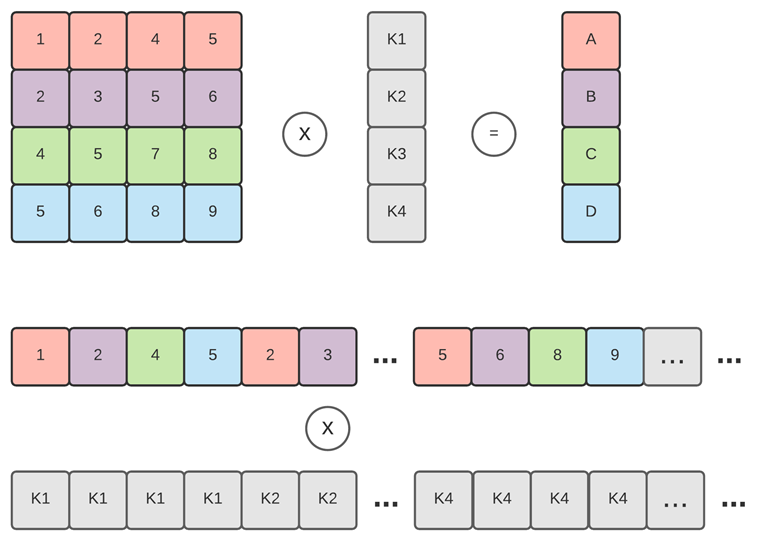 1 2 4 5 K1 A
2 3 5 6 K2 B
X =
4 5 7 8 K3 C
5 6 8 9 K4 D
1 2 4 5 2 3 ... 5 6 8 9 ... ...
X
K1 K1 K1 K1 K2 K2 ... K4 K4 K4 K4 ... ...